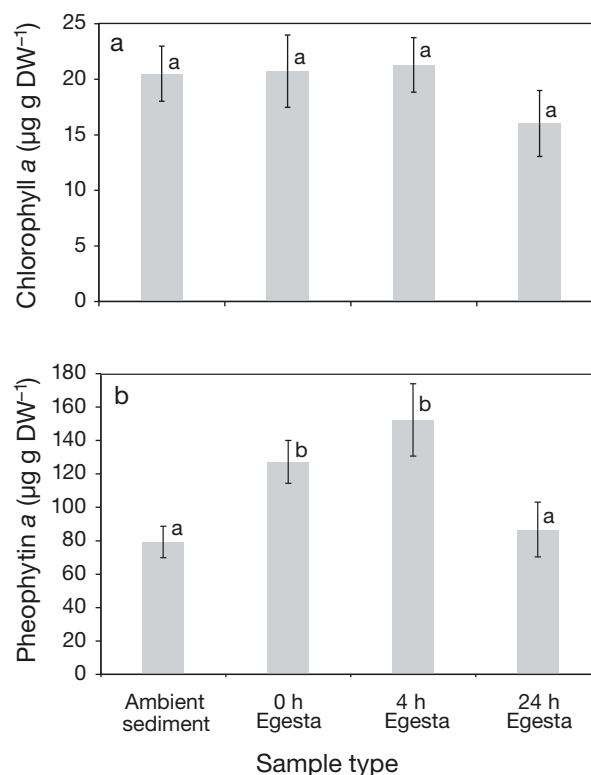 a
Chlorophyll a (µg g DW⁻¹)
25
20
15
10
5
0
a
a
a
a
b
Pheophytin a (µg g DW⁻¹)
180
160
140
120
100
80
60
40
20
0
a
b
b
a
Ambient
sediment
0 h
Egesta
4 h
Egesta
24 h
Egesta
Sample type